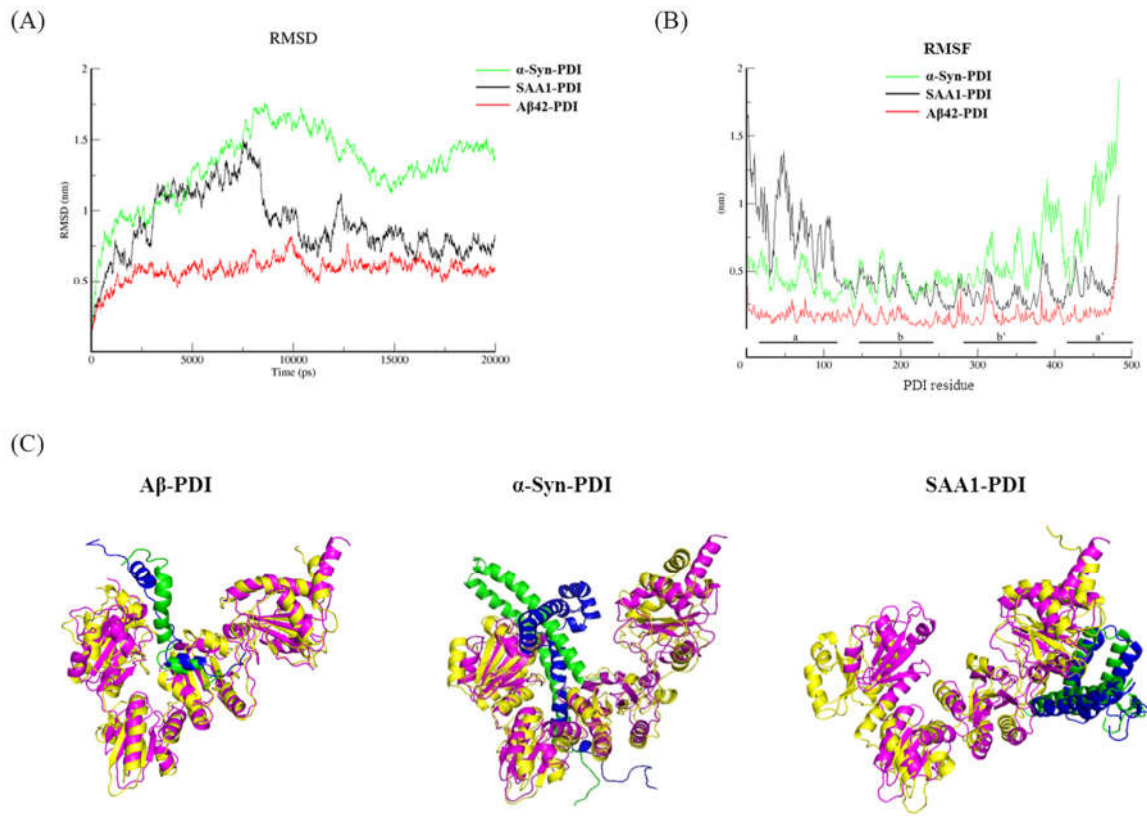 (A)
RMSD
α-Syn-PDI
SAA1-PDI
Aβ42-PDI
2
1.5
1
0.5
RMSD (nm)
0
5000
10000
15000
20000
Time (ps)
(B)
RMSF
α-Syn-PDI
SAA1-PDI
Aβ42-PDI
2
1.5
1
0.5
0
(nm)
a
b
b'
a'
0
100
200
300
400
500
PDI residue
(C)
Aβ-PDI
α-Syn-PDI
SAA1-PDI